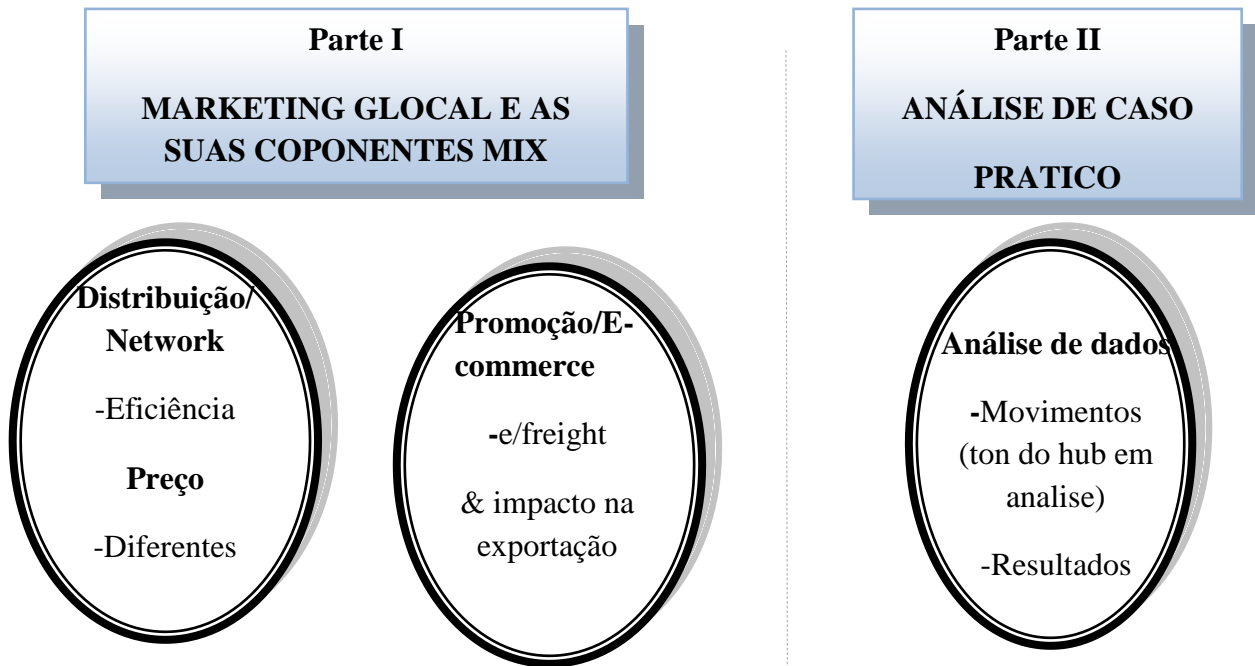 Parte I
MARKETING GLOCAL E AS
SUAS COPONENTES MIX
Parte II
ANÁLISE DE CASO
PRATICO
Distribuição/
Network
-Eficiência
Preço
-Diferentes
Promoção/E-
commerce
-e/freight
& impacto na
exportação
Análise de dados
-Movimentos
(ton do hub em
analise)
-Resultados